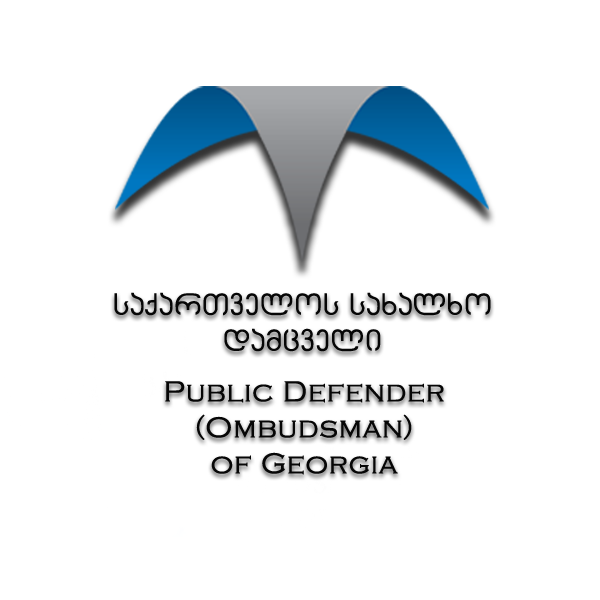 საქართველოს სახალხო
დამცველი
Public Defender
(Ombudsman)
of Georgia